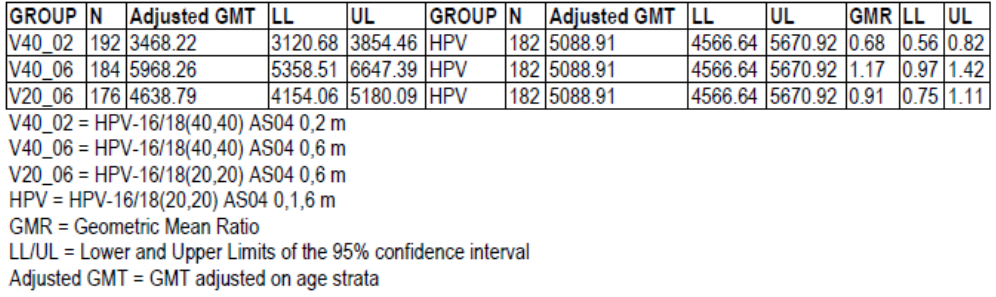 GROUP N Adjusted GMT LL UL GROUP N Adjusted GMT LL UL GMR LL UL
V40_02 192 3468.22 3120.68 3854.46 HPV 182 5088.91 4566.64 5670.92 0.68 0.56 0.82
V40_06 184 5968.26 5358.51 6647.39 HPV 182 5088.91 4566.64 5670.92 1.17 0.97 1.42
V20_06 176 4638.79 4154.06 5180.09 HPV 182 5088.91 4566.64 5670.92 0.91 0.75 1.11
V40_02 = HPV-16/18(40,40) AS04 0,2 m
V40_06 = HPV-16/18(40,40) AS04 0,6 m
V20_06 = HPV-16/18(20,20) AS04 0,6 m
HPV = HPV-16/18(20,20) AS04 0,1,6 m
GMR = Geometric Mean Ratio
LL/UL = Lower and Upper Limits of the 95% confidence interval
Adjusted GMT = GMT adjusted on age strata